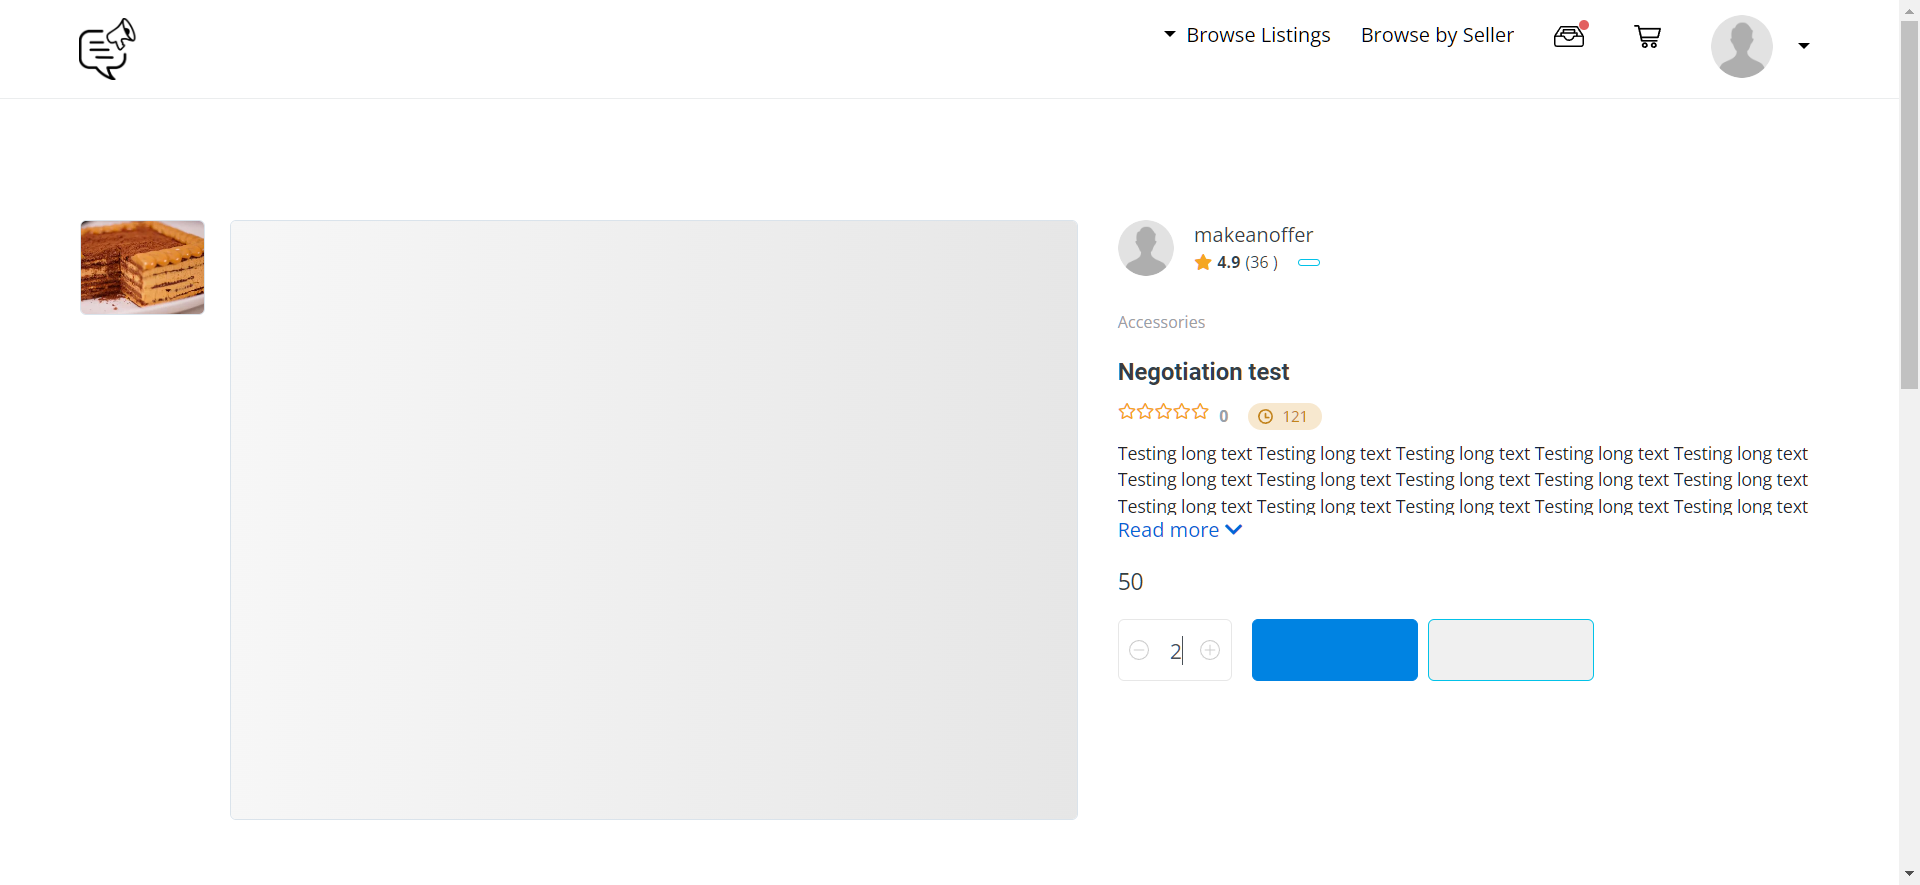 Browse Listings
Browse by Seller
makeanoffer
4.9 (36 )
Accessories
Negotiation test
0
121
Testing long text Testing long text Testing long text Testing long text Testing long text
Testing long text Testing long text Testing long text Testing long text Testing long text
Testing long text Testing long text Testing long text Testing long text Testing long text
Read more
50
2